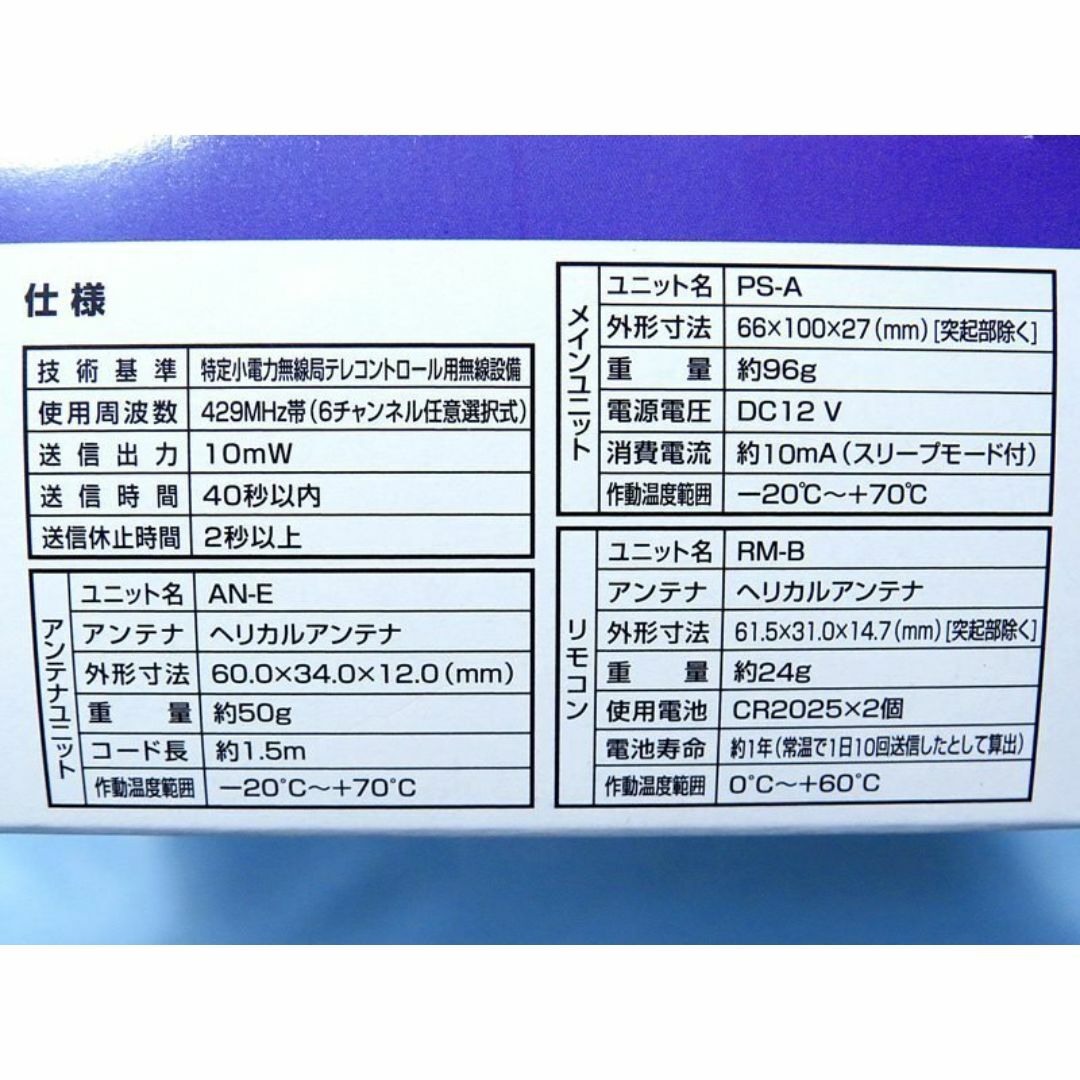 仕様
技術基準 特定小電力無線局テレコントロール用無線設備
使用周波数 429MHz帯(6チャンネル任意選択式)
送信出力 10mW
送信時間 40秒以内
送信休止時間 2秒以上
アンテナユニット
ユニット名 AN-E
アンテナ ヘリカルアンテナ
外形寸法 60.0×34.0×12.0(mm)
重量 約50g
コード長 約1.5m
作動温度範囲 −20℃〜+70℃
メインユニット
ユニット名 PS-A
外形寸法 66×100×27(mm)[突起部除く]
重量 約96g
電源電圧 DC12V
消費電流 約10mA(スリープモード付)
作動温度範囲 −20℃〜+70℃
リモコン
ユニット名 RM-B
アンテナ ヘリカルアンテナ
外形寸法 61.5×31.0×14.7(mm)[突起部除く]
重量 約24g
使用電池 CR2025×2個
電池寿命 約1年(常温で1日10回送信したとして算出)
作動温度範囲 0℃〜+60℃